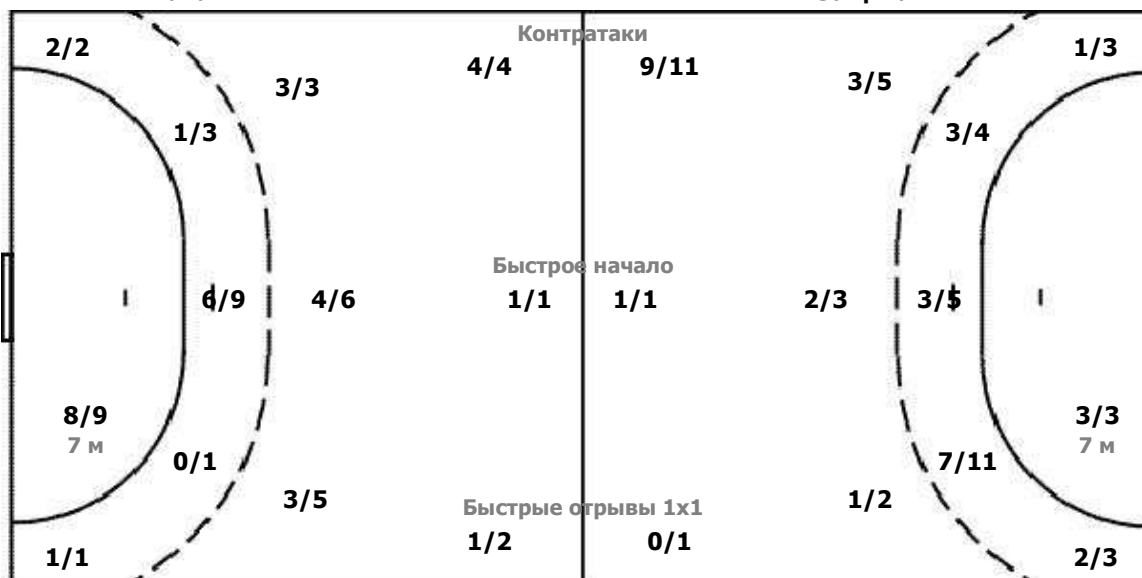 Контратаки
2/2 3/3 4/4 9/11 3/5 1/3
1/3 3/4
Быстрое начало
6/9 4/6 1/1 1/1 2/3 3/5
8/9 3/3
7 м 7 м
0/1 7/11
3/5 1/2
Быстрые отрывы 1x1
1/1 1/2 0/1 2/3